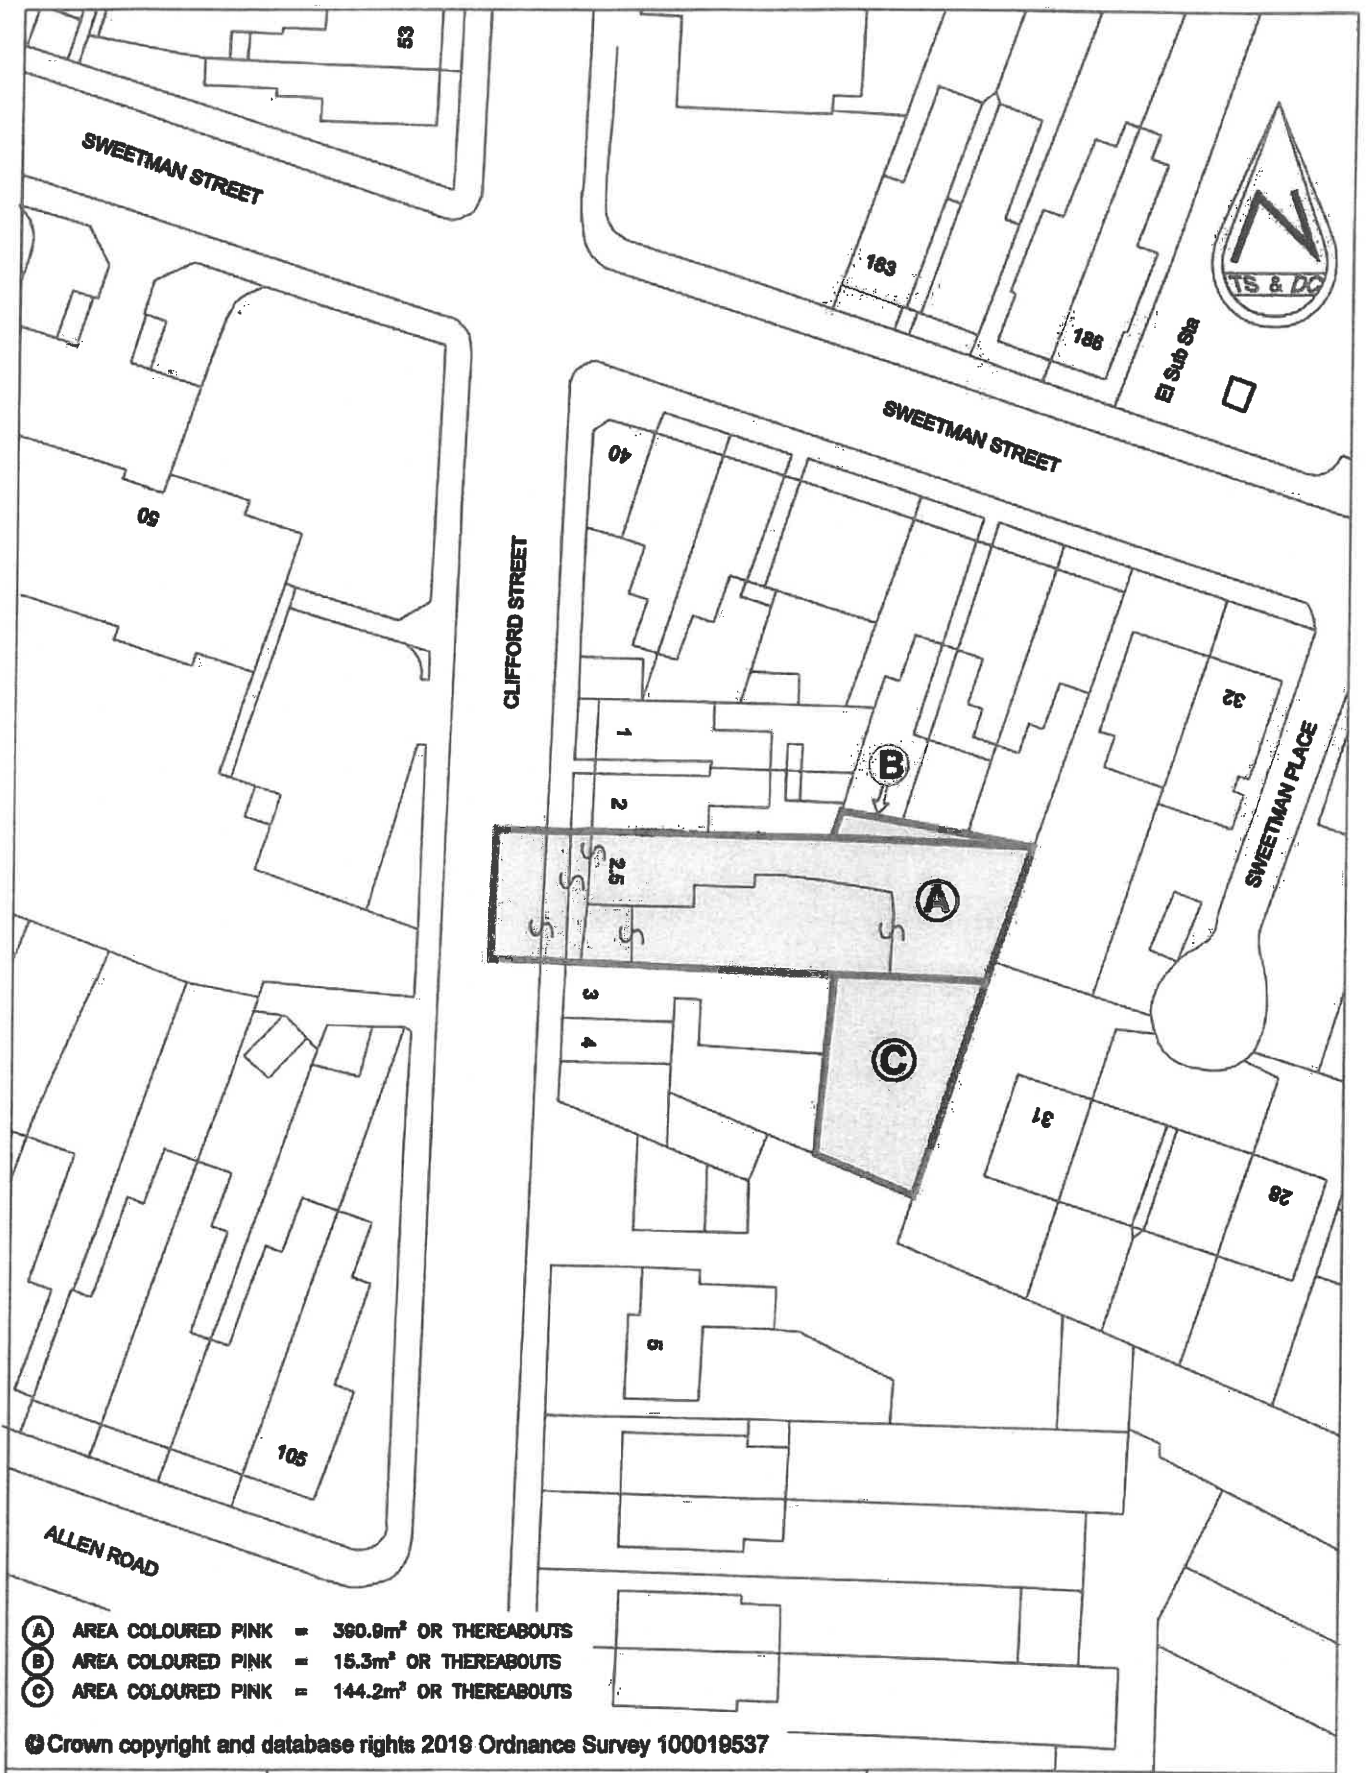 53
SWEETMAN STREET
183
186
N
TS & DC
El Sub Sta
SWEETMAN STREET
40
50
CLIFFORD STREET
32
1
2
B
SWEETMAN PLACE
2.5
S
S
S
S
S
A
3
4
C
31
28
5
105
ALLEN ROAD
A AREA COLOURED PINK = 390.9m² OR THEREABOUTS
B AREA COLOURED PINK = 15.3m² OR THEREABOUTS
C AREA COLOURED PINK = 144.2m² OR THEREABOUTS
© Crown copyright and database rights 2019 Ordnance Survey 100019537